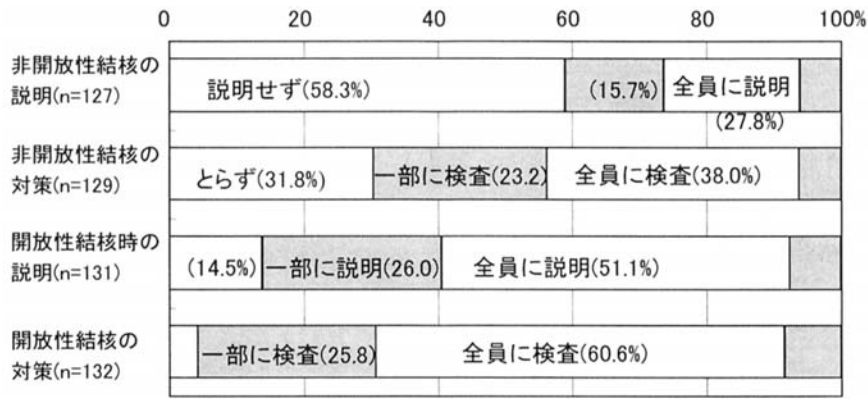 0 20 40 60 80 100%
非開放性結核の
説明(n=127)
説明せず(58.3%)
(15.7%)
全員に説明
(27.8%)
非開放性結核の
対策(n=129)
とらず(31.8%)
一部に検査(23.2)
全員に検査(38.0%)
開放性結核時の
説明(n=131)
(14.5%)
一部に説明(26.0)
全員に説明(51.1%)
開放性結核の
対策(n=132)
一部に検査(25.8)
全員に検査(60.6%)